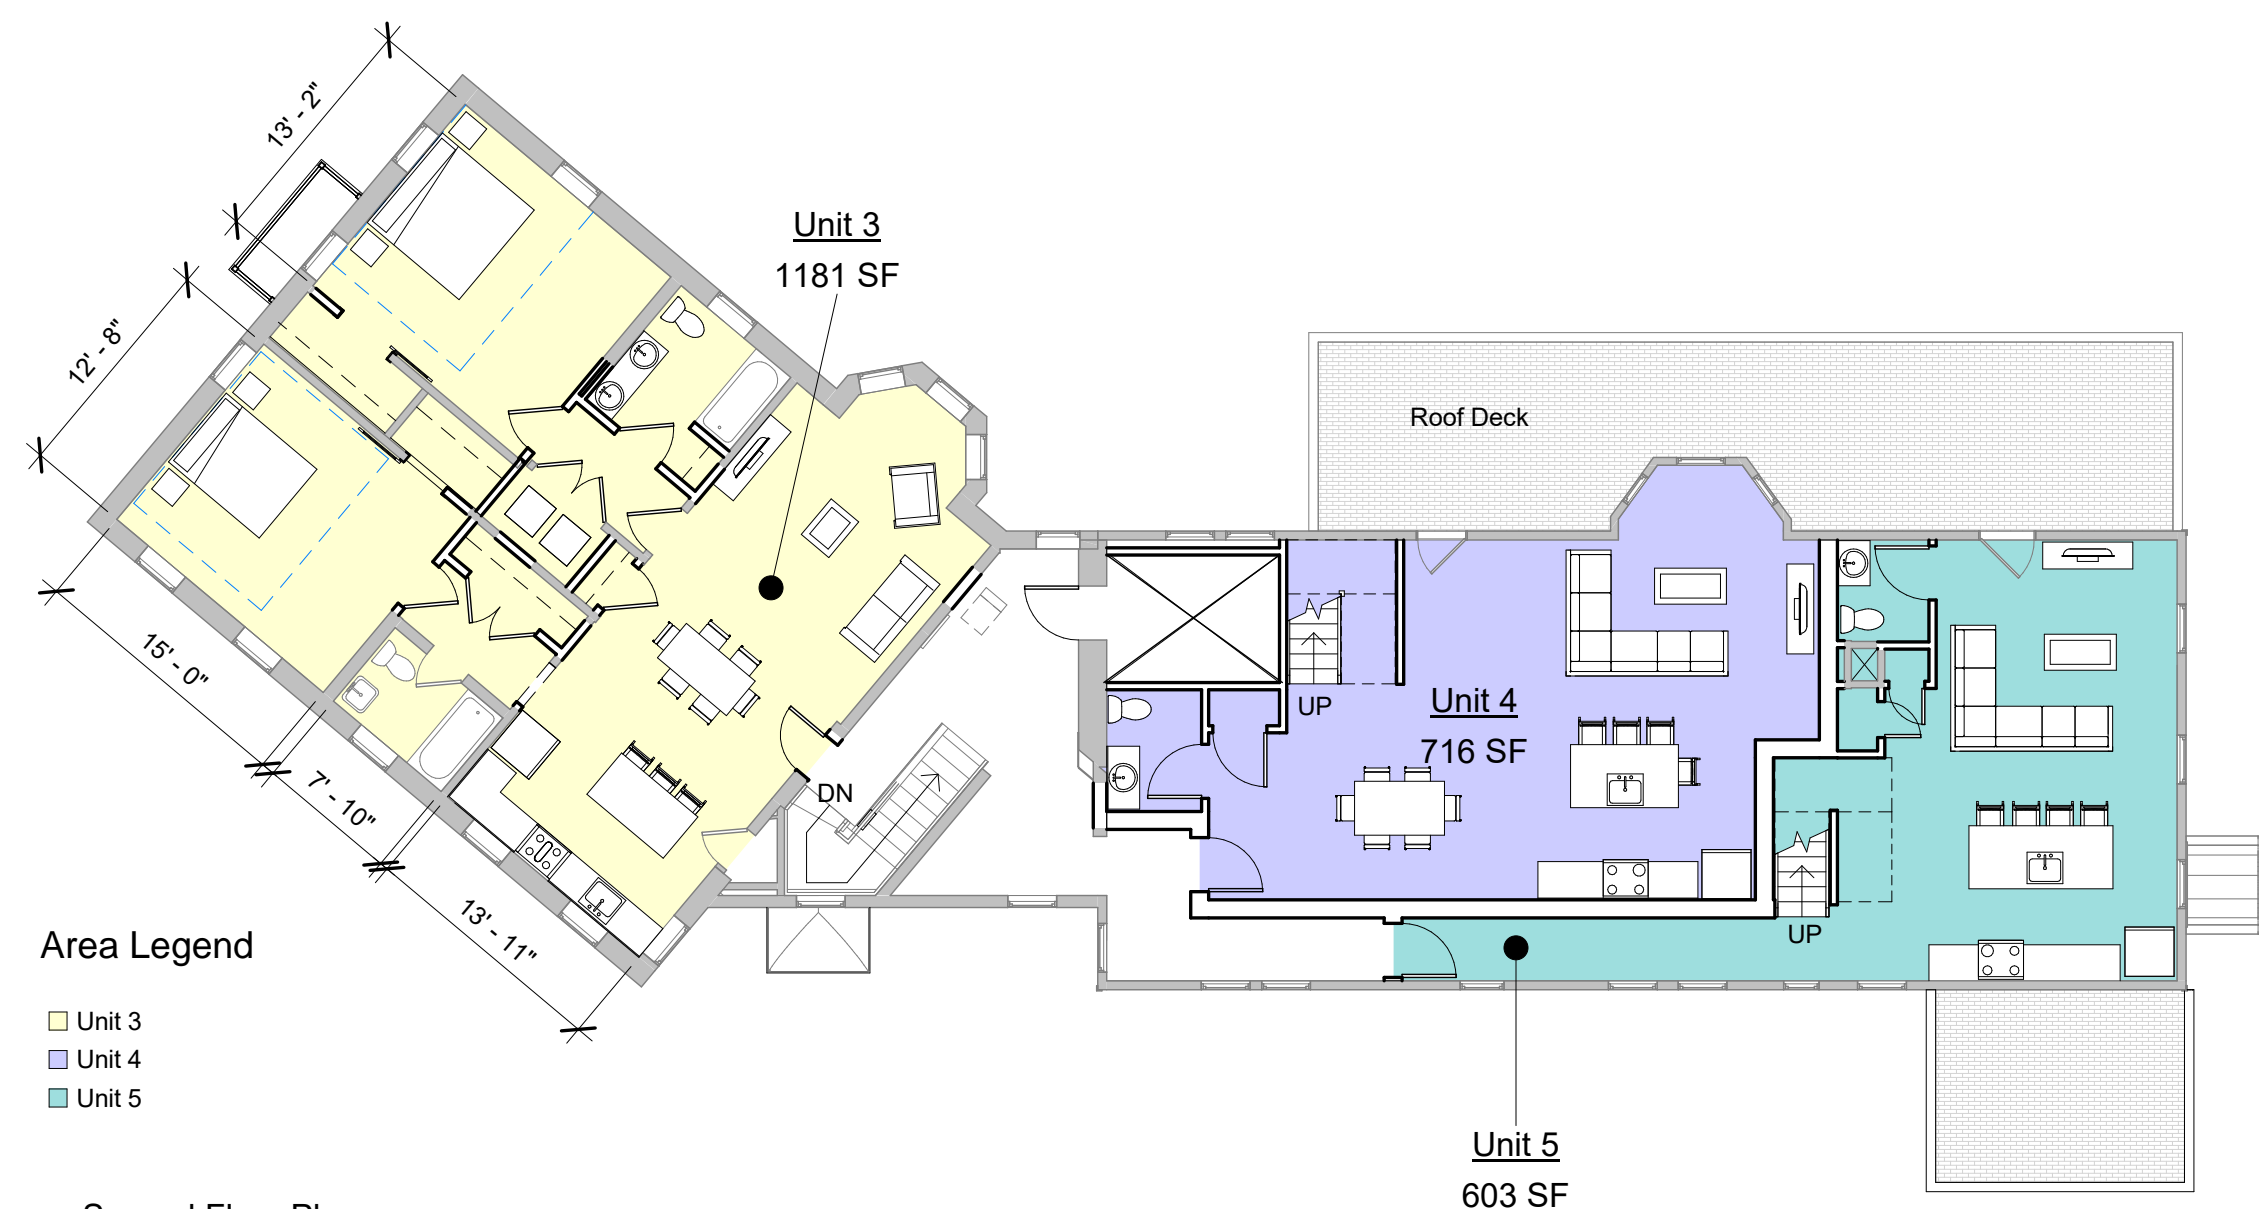 13' - 2"
Unit 3
1181 SF
12' - 8"
Roof Deck
15' - 0"
UP
Unit 4
716 SF
7' - 10"
DN
13' - 11"
UP
Area Legend
Unit 3
Unit 4
Unit 5
Unit 5
603 SF